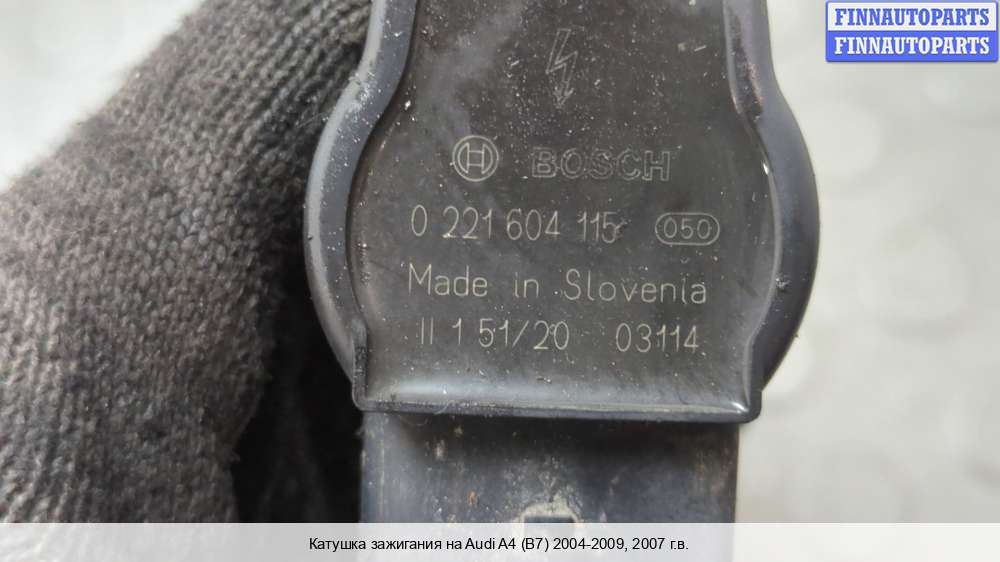 FINNAUTOPARTS
FINNAUTOPARTS
BOSCH
0 221 604 115 050
Made in Slovenia
II 1 51/20 03114
Катушка зажигания на Audi A4 (B7) 2004-2009, 2007 г.в.